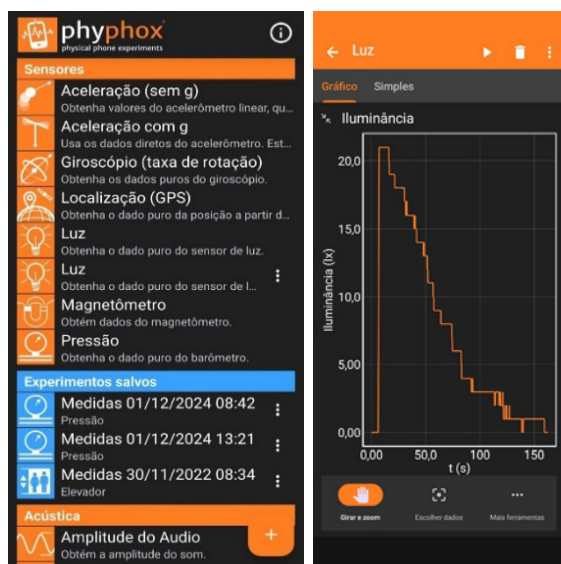 phyphox
physical phone experiments
Sensores
Aceleração (sem g)
Obtenha valores do acelerômetro linear, qu...
Aceleração com g
Usa os dados diretos do acelerômetro. Est...
Giroscópio (taxa de rotação)
Obtenha os dados puros do giroscópio.
Localização (GPS)
Obtenha o dado puro da posição a partir d...
Luz
Obtenha o dado puro do sensor de luz.
Luz
Obtenha o dado puro do sensor de l...
Magnetômetro
Obtém dados do magnetômetro.
Pressão
Obtenha o dado puro do barômetro.
Experimentos salvos
Medidas 01/12/2024 08:42
Pressão
Medidas 01/12/2024 13:21
Pressão
Medidas 30/11/2022 08:34
Elevador
Acústica
Amplitude do Audio
Obtém a amplitude do som.
+
Luz
Gráfico Simples
Iluminância
Iluminância (lx)
20,0
15,0
10,0
5,00
0,00
0,00 50,0 100 150
t (s)
Girar e zoom Escolher dados Mais ferramentas